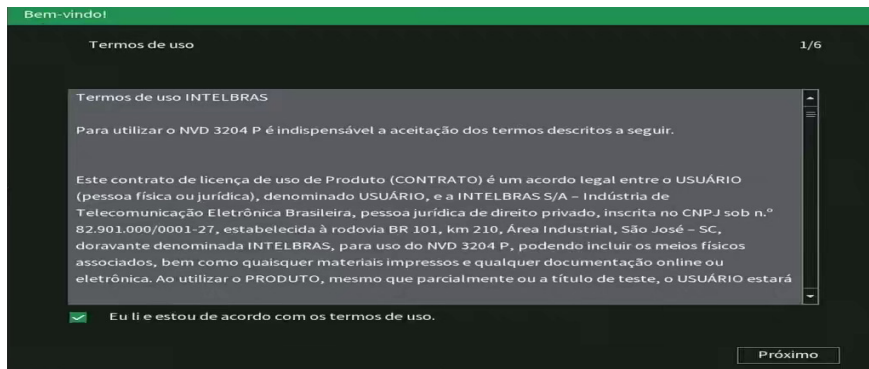 Bem-vindo!
Termos de uso
1/6
Termos de uso INTELBRAS
Para utilizar o NVD 3204 P é indispensável a aceitação dos termos descritos a seguir.
Este contrato de licença de uso de Produto (CONTRATO) é um acordo legal entre o USUÁRIO
(pessoa física ou jurídica), denominado USUÁRIO, e a INTELBRAS S/A – Indústria de
Telecomunicação Eletrônica Brasileira, pessoa jurídica de direito privado, inscrita no CNPJ sob n.º
82.901.000/0001-27, estabelecida à rodovia BR 101, km 210, Área Industrial, São José – SC,
doravante denominada INTELBRAS, para uso do NVD 3204 P, podendo incluir os meios físicos
associados, bem como quaisquer materiais impressos e qualquer documentação online ou
eletrônica. Ao utilizar o PRODUTO, mesmo que parcialmente ou a título de teste, o USUÁRIO estará
Eu li e estou de acordo com os termos de uso.
Próximo